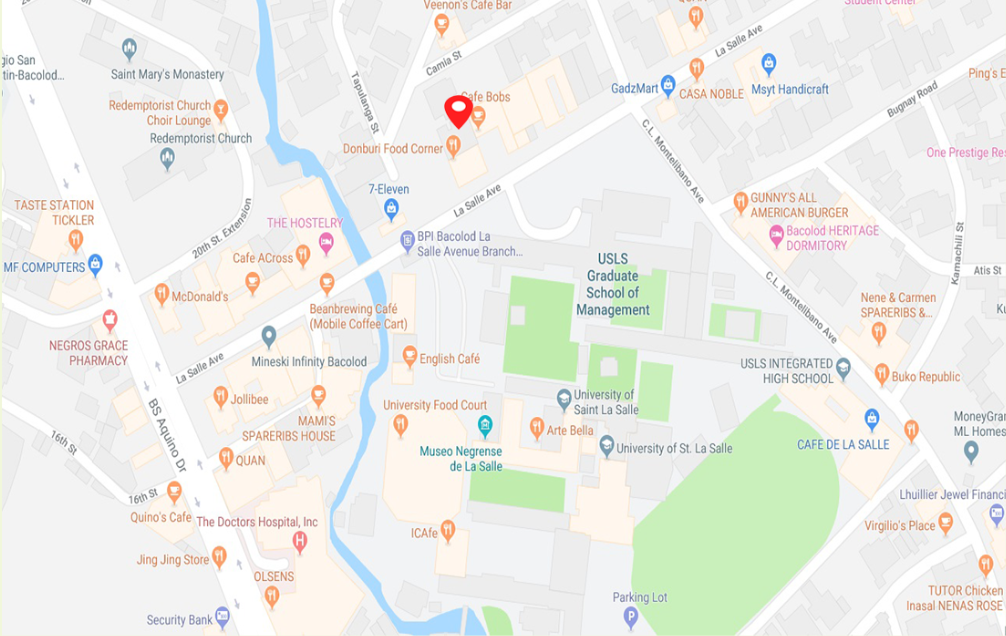 Veenon's Cafe Bar
QUAN
CASA NOBLE
Student Center
La Salle Ave
gio San
tin-Bacolod...
Saint Mary's Monastery
Camia St
Tapulanga St
GadzMart
CASA NOBLE
Msyt Handicraft
Ping's E
Bugnay Road
Redemptorist Church
Choir Lounge
Redemptorist Church
Cafe Bobs
Donburi Food Corner
C.L. Montelibano Ave
One Prestige Res
TASTE STATION
TICKLER
7-Eleven
La Salle Ave
GUNNY'S ALL
AMERICAN BURGER
Bacolod HERITAGE
DORMITORY
THE HOSTELRY
20th St. Extension
BPI Bacolod La
Salle Avenue Branch...
Kamachili St
MF COMPUTERS
Cafe ACross
USLS
Graduate
School of
Management
C.L. Montelibano Ave
Atis St
McDonald's
Beanbrewing Café
(Mobile Coffee Cart)
Nene & Carmen
SPARERIBS &...
Ku
NEGROS GRACE
PHARMACY
La Salle Ave
Mineski Infinity Bacolod
English Café
USLS INTEGRATED
HIGH SCHOOL
Buko Republic
BS Aquino Dr
Jollibee
MAMI'S
SPARERIBS HOUSE
University Food Court
University of
Saint La Salle
Arte Bella
University of St. La Salle
CAFE DE LA SALLE
MoneyGra
ML Homes
16th St
QUAN
Museo Negrense
de La Salle
16th St
Quino's Cafe
The Doctors Hospital, Inc
Lhuillier Jewel Financi
Virgilio's Place
ICAfe
Jing Jing Store
OLSENS
TUTOR Chicken
Inasal NENAS ROSE
Security Bank
Parking Lot